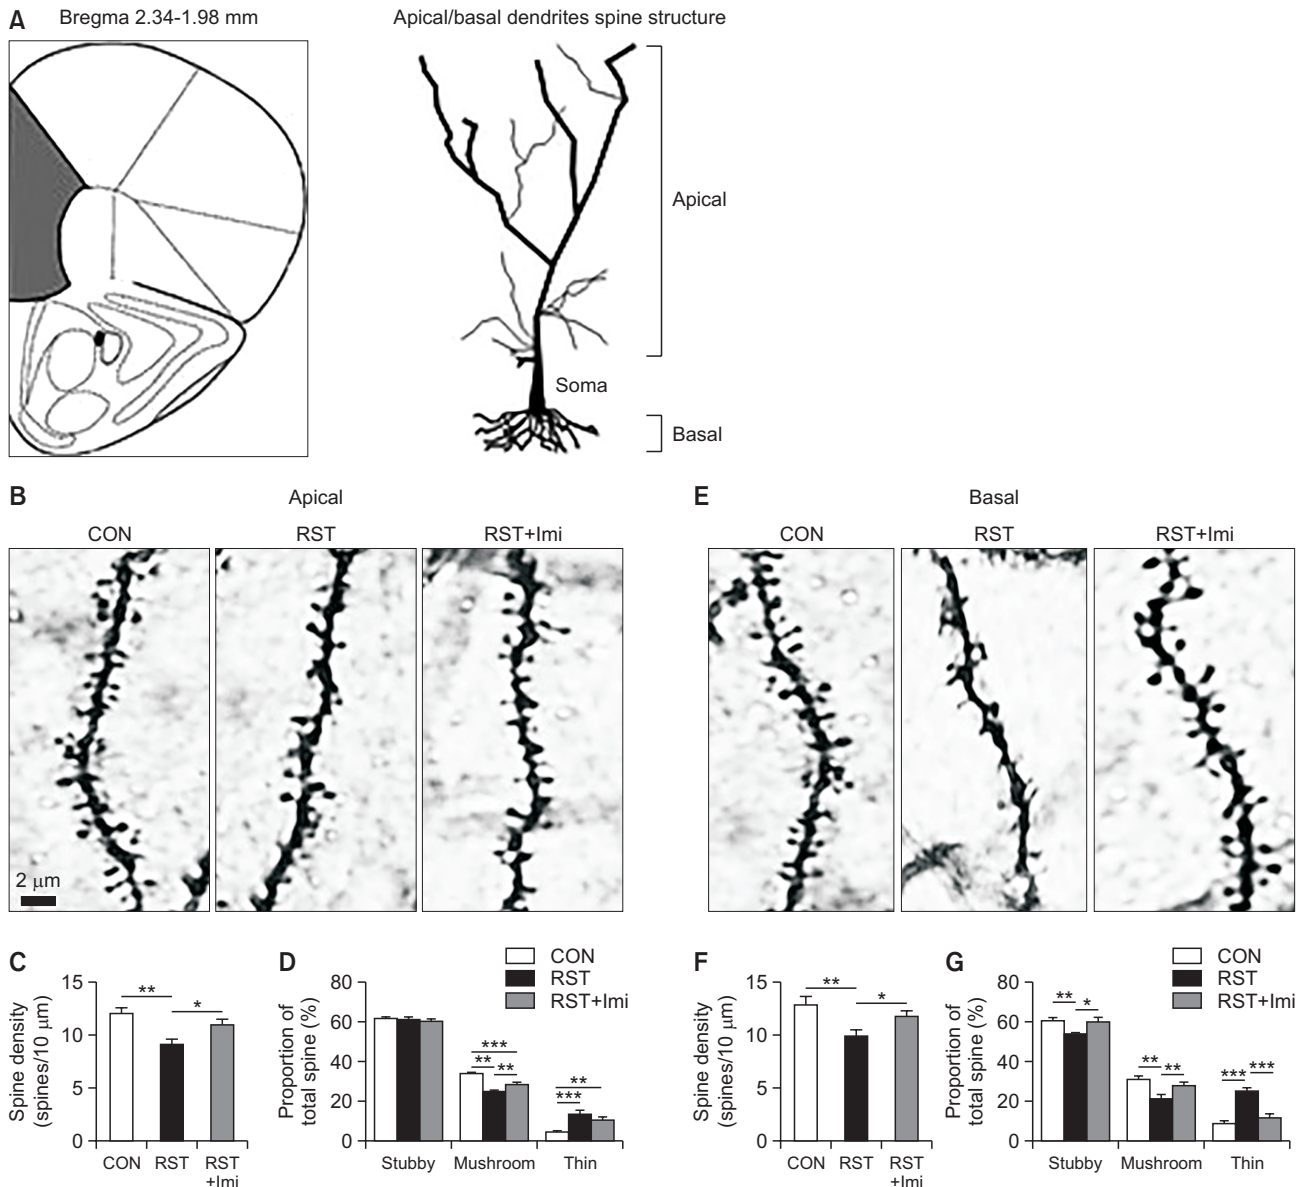 A Bregma 2.34-1.98 mm
Apical/basal dendrites spine structure
Apical
Soma
Basal
B Apical
CON RST RST+Imi
2 μm
E Basal
CON RST RST+Imi
C
Spine density
(spines/10 μm)
15
10
5
0
** *
CON RST RST
+Imi
D
CON
RST
RST+Imi
Proportion of
total spine (%)
80
60
40
20
0
***
** **
**
***
Stubby Mushroom Thin
F
Spine density
(spines/10 μm)
15
10
5
0
** *
CON RST RST
+Imi
G
CON
RST
RST+Imi
Proportion of
total spine (%)
80
60
40
20
0
** *
** **
*** ***
Stubby Mushroom Thin